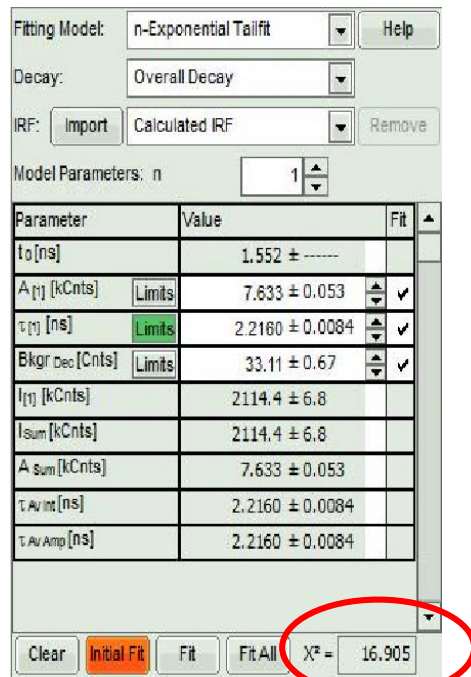 Fitting Model: n-Exponential Tailfit Help
Decay: Overall Decay
IRF: Import Calculated IRF Remove
Model Parameters: n 1
Parameter Value Fit
t₀[ns] 1.552 ± ------
A[1] [kCnts] Limits 7.633 ± 0.053 ✓
τ[1] [ns] Limits 2.2160 ± 0.0084 ✓
Bkgr Dec [Cnts] Limits 33.11 ± 0.67 ✓
I[1] [kCnts] 2114.4 ± 6.8
ISum [kCnts] 2114.4 ± 6.8
A Sum [kCnts] 7.633 ± 0.053
τ Av Int [ns] 2.2160 ± 0.0084
τ Av Amp [ns] 2.2160 ± 0.0084
Clear Initial Fit Fit Fit All X² = 16.905